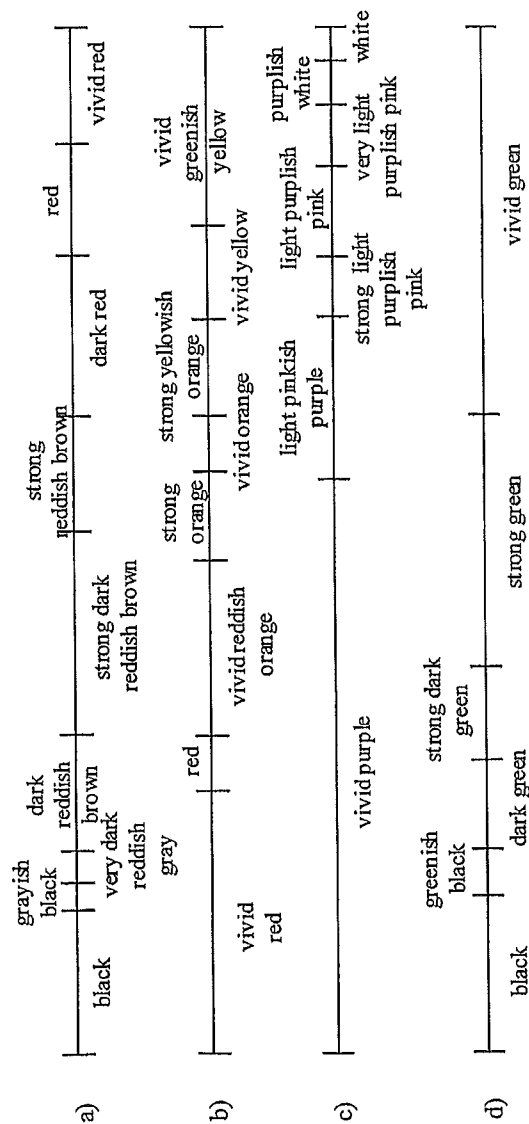 a)
black
grayish
black
very dark
reddish
gray
dark
reddish
brown
strong dark
reddish brown
strong
reddish brown
dark red
red
vivid red
b)
vivid
red
red
vivid reddish
orange
strong
orange
vivid orange
strong yellowish
orange
vivid yellow
vivid
greenish
yellow
c)
vivid purple
light pinkish
purple
strong light
purplish
pink
light purplish
pink
very light
purplish pink
purplish
white
white
d)
black
greenish
black
dark green
strong dark
green
strong green
vivid green